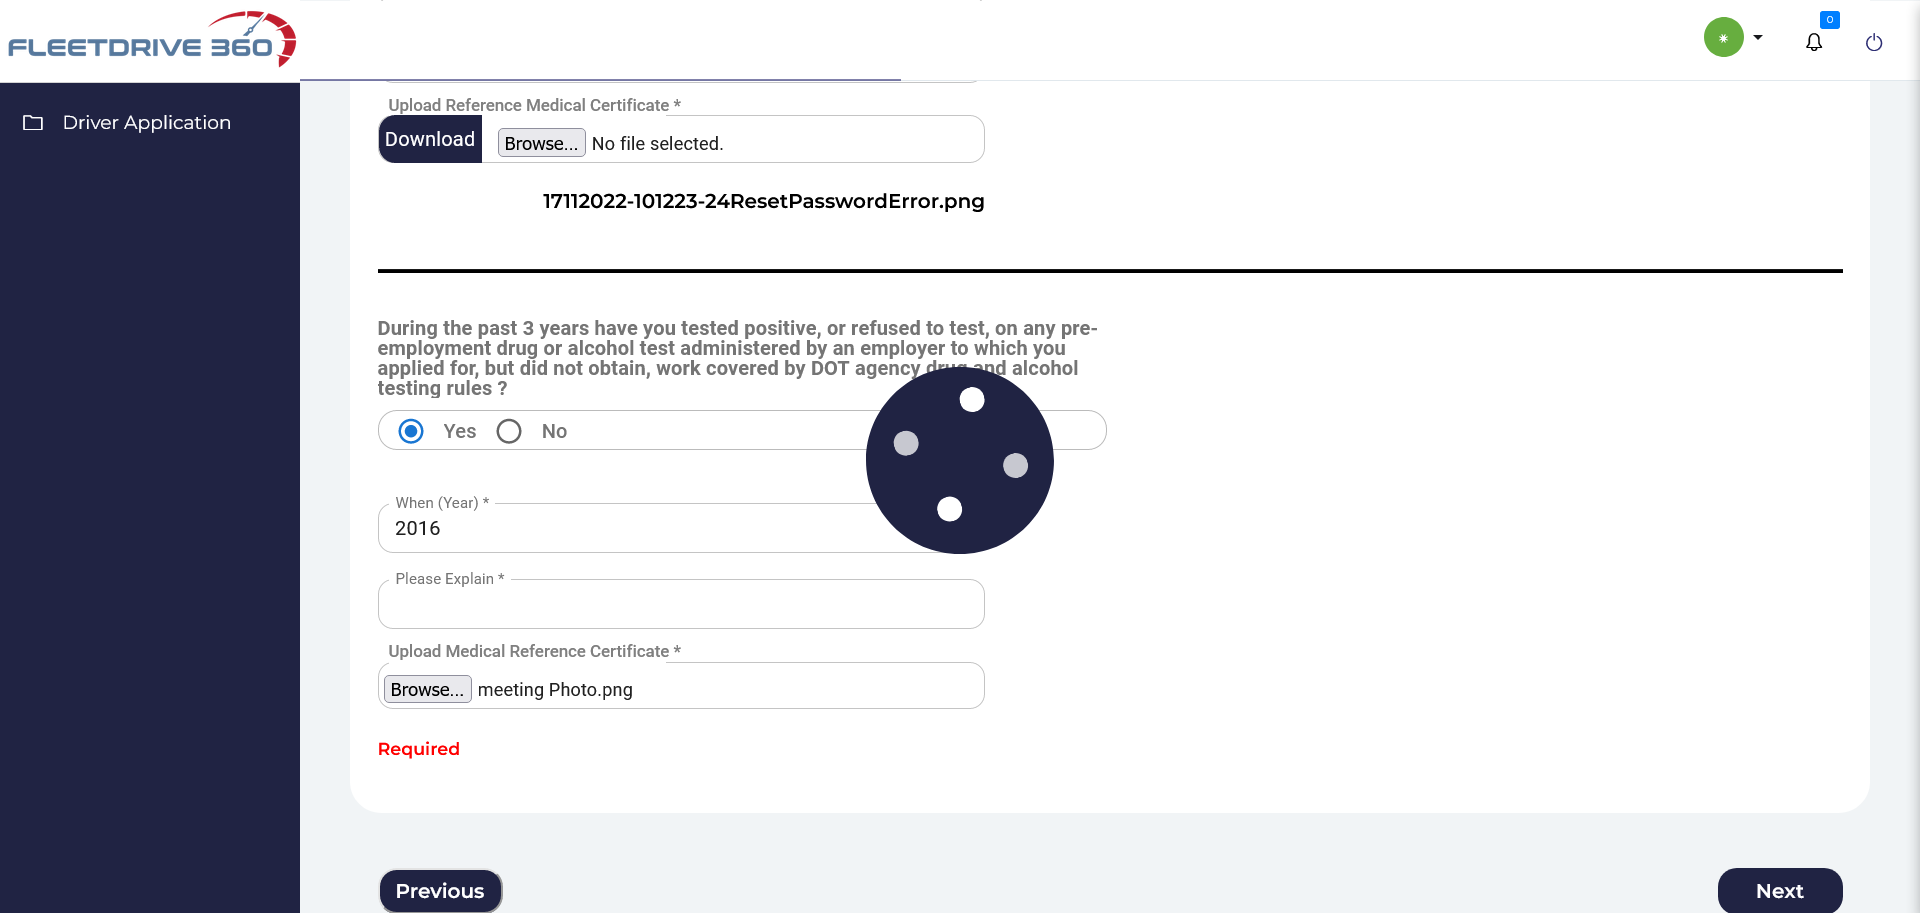 FLEETDRIVE 360
0
Driver Application
Upload Reference Medical Certificate *
Download Browse... No file selected.
17112022-101223-24ResetPasswordError.png
During the past 3 years have you tested positive, or refused to test, on any pre-
employment drug or alcohol test administered by an employer to which you
applied for, but did not obtain, work covered by DOT agency drug and alcohol
testing rules ?
Yes No
When (Year) *
2016
Please Explain *
Upload Medical Reference Certificate *
Browse... meeting Photo.png
Required
Previous Next